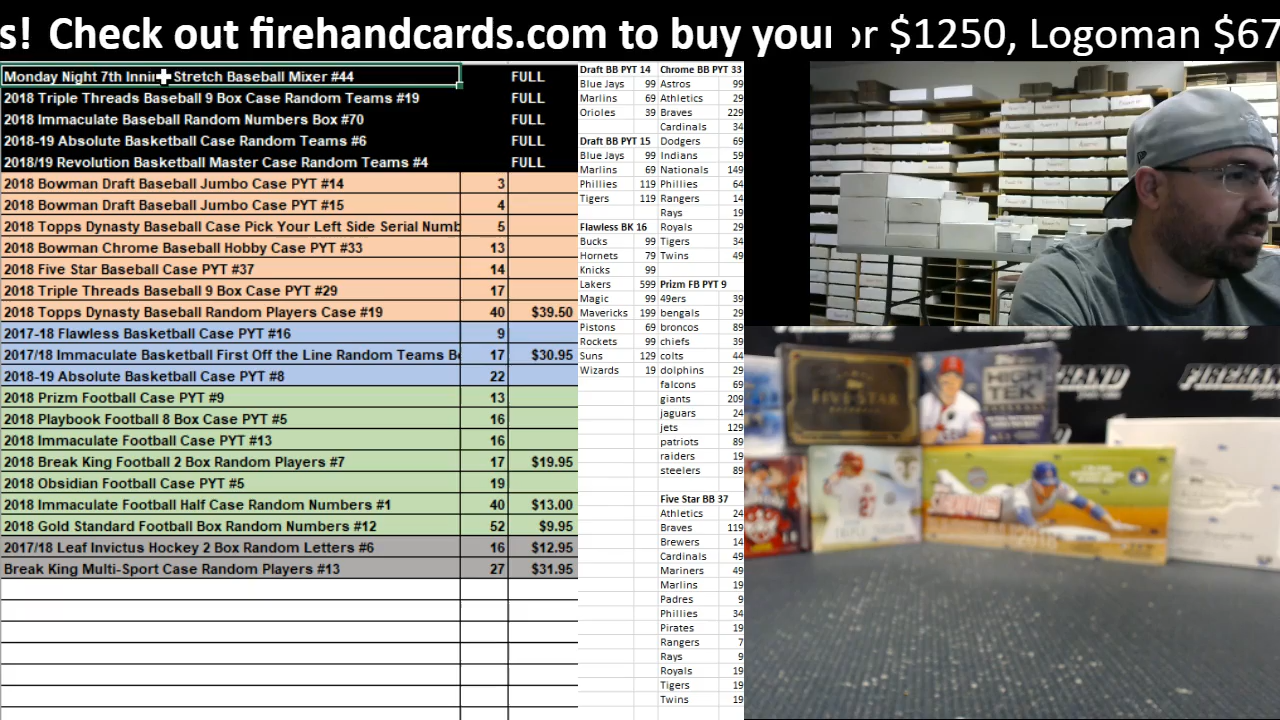 s! Check out firehandcards.com to buy your or $1250, Logoman $67
Monday Night 7th Inning Stretch Baseball Mixer #44 FULL
2018 Triple Threads Baseball 9 Box Case Random Teams #19 FULL
2018 Immaculate Baseball Random Numbers Box #70 FULL
2018-19 Absolute Basketball Case Random Teams #6 FULL
2018/19 Revolution Basketball Master Case Random Teams #4 FULL
2018 Bowman Draft Baseball Jumbo Case PYT #14 3
2018 Bowman Draft Baseball Jumbo Case PYT #15 4
2018 Topps Dynasty Baseball Case Pick Your Left Side Serial Numb 5
2018 Bowman Chrome Baseball Hobby Case PYT #33 13
2018 Five Star Baseball Case PYT #37 14
2018 Triple Threads Baseball 9 Box Case PYT #29 17
2018 Topps Dynasty Baseball Random Players Case #19 40 $39.50
2017-18 Flawless Basketball Case PYT #16 9
2017/18 Immaculate Basketball First Off the Line Random Teams Bo 17 $30.95
2018-19 Absolute Basketball Case PYT #8 22
2018 Prizm Football Case PYT #9 13
2018 Playbook Football 8 Box Case PYT #5 16
2018 Immaculate Football Case PYT #13 16
2018 Break King Football 2 Box Random Players #7 17 $19.95
2018 Obsidian Football Case PYT #5 19
2018 Immaculate Football Half Case Random Numbers #1 40 $13.00
2018 Gold Standard Football Box Random Numbers #12 52 $9.95
2017/18 Leaf Invictus Hockey 2 Box Random Letters #6 16 $12.95
Break King Multi-Sport Case Random Players #13 27 $31.95
Draft BB PYT 14
Blue Jays 99
Marlins 69
Orioles 39
Draft BB PYT 15
Blue Jays 99
Marlins 69
Phillies 119
Tigers 119
Flawless BK 16
Bucks 99
Hornets 79
Knicks 99
Lakers 599
Magic 99
Mavericks 199
Pistons 69
Rockets 99
Suns 129
Wizards 19
Chrome BB PYT 33
Astros 99
Athletics 29
Braves 229
Cardinals 34
Dodgers 69
Indians 59
Nationals 149
Phillies 64
Rangers 14
Rays 19
Royals 29
Tigers 34
Twins 49
Prizm FB PYT 9
49ers 39
bengals 29
broncos 89
chiefs 39
colts 44
dolphins 29
falcons 69
giants 209
jaguars 24
jets 129
patriots 89
raiders 19
steelers 89
Five Star BB 37
Athletics 24
Braves 119
Brewers 14
Cardinals 49
Mariners 49
Marlins 19
Padres 9
Phillies 34
Pirates 19
Rangers 7
Rays 9
Royals 19
Tigers 19
Twins 19
FIVE STAR
HIGH TEK
FIREHAND
FIREHAND
27